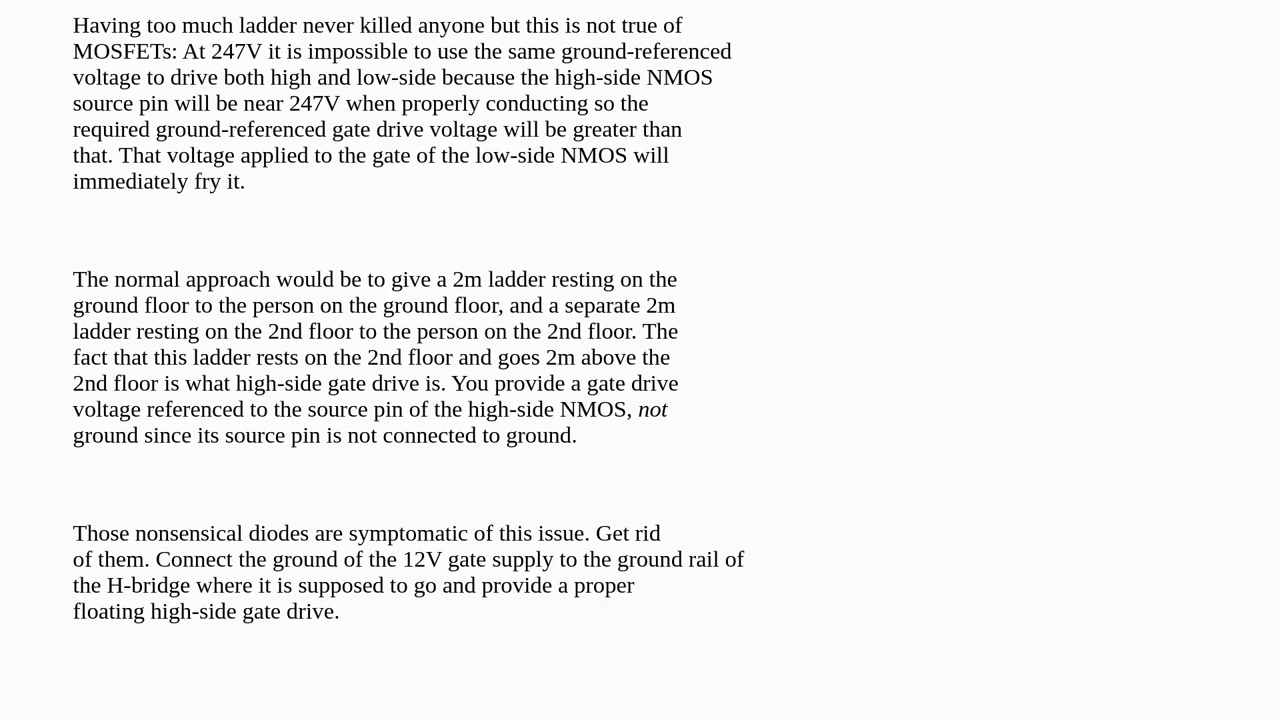 Having too much ladder never killed anyone but this is not true of
MOSFETs: At 247V it is impossible to use the same ground-referenced
voltage to drive both high and low-side because the high-side NMOS
source pin will be near 247V when properly conducting so the
required ground-referenced gate drive voltage will be greater than
that. That voltage applied to the gate of the low-side NMOS will
immediately fry it.
The normal approach would be to give a 2m ladder resting on the
ground floor to the person on the ground floor, and a separate 2m
ladder resting on the 2nd floor to the person on the 2nd floor. The
fact that this ladder rests on the 2nd floor and goes 2m above the
2nd floor is what high-side gate drive is. You provide a gate drive
voltage referenced to the source pin of the high-side NMOS, not
ground since its source pin is not connected to ground.
Those nonsensical diodes are symptomatic of this issue. Get rid
of them. Connect the ground of the 12V gate supply to the ground rail of
the H-bridge where it is supposed to go and provide a proper
floating high-side gate drive.